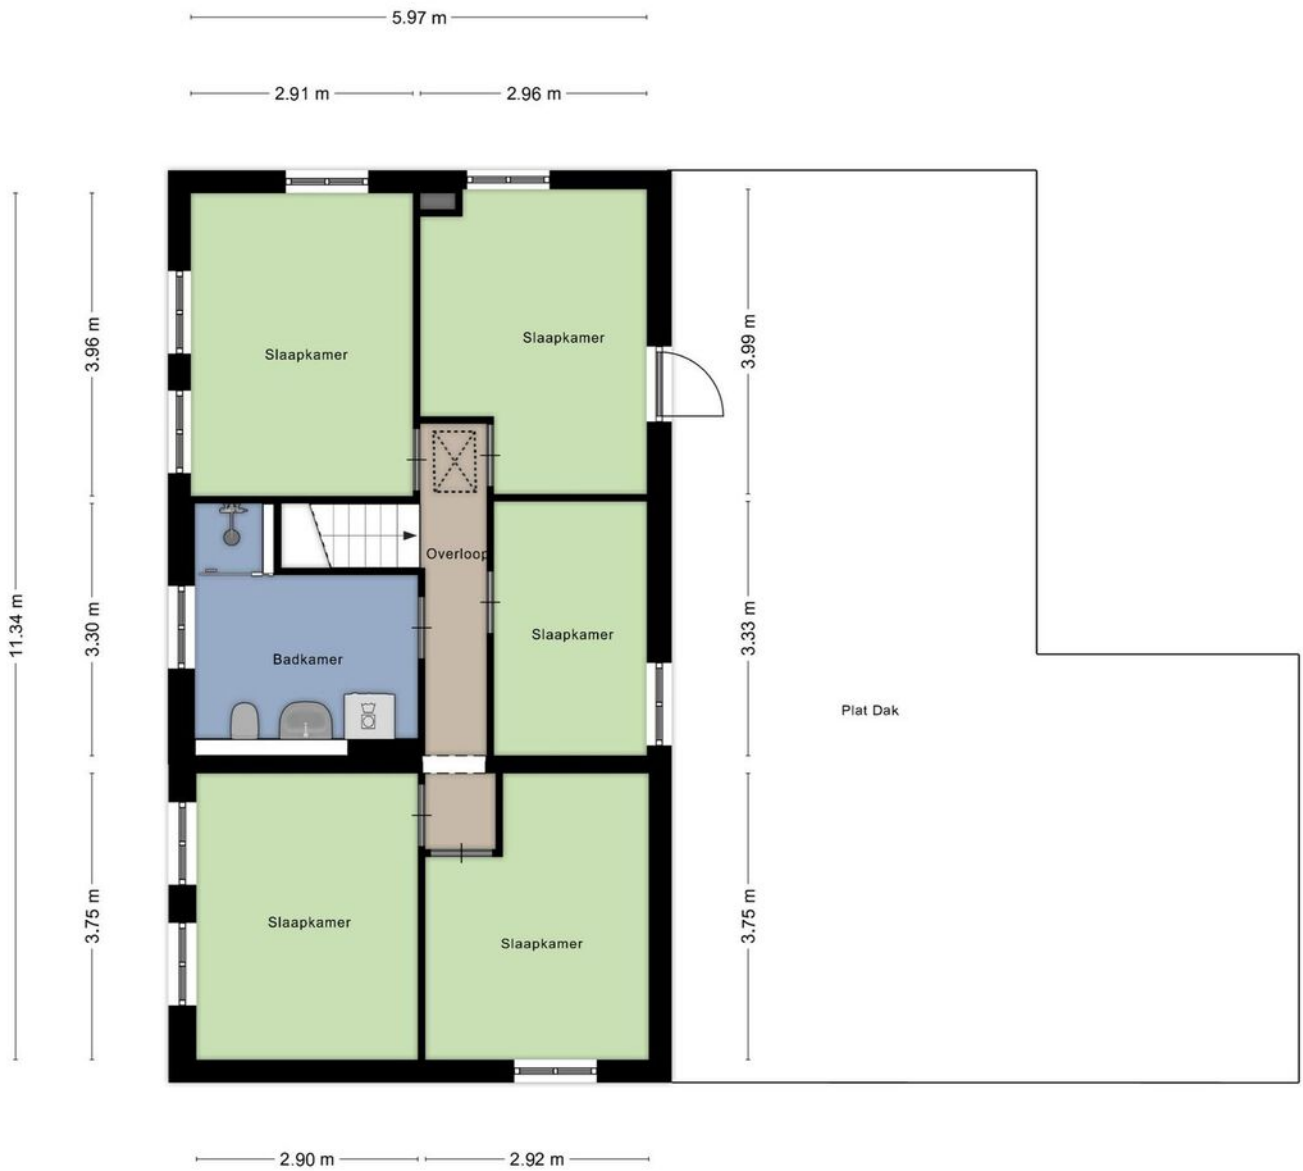 5.97 m
2.91 m
2.96 m
11.34 m
3.96 m
3.99 m
Slaapkamer
Slaapkamer
Overloop
3.30 m
3.33 m
Slaapkamer
Badkamer
Plat Dak
3.75 m
3.75 m
Slaapkamer
Slaapkamer
2.90 m
2.92 m